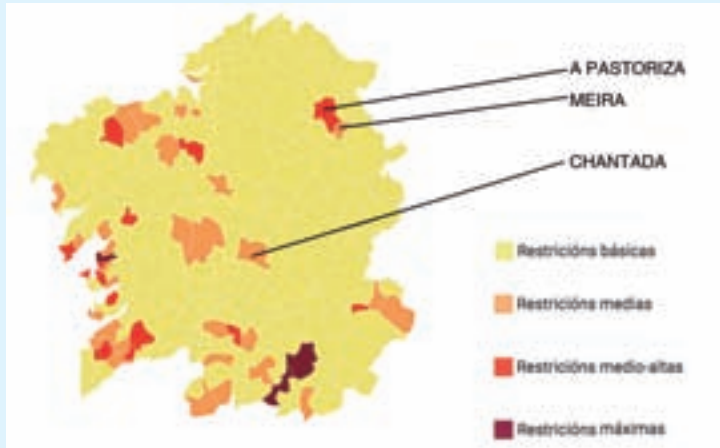 A PASTORIZA
MEIRA
CHANTADA
Restricións básicas
Restricións medias
Restricións medio-altas
Restricións máximas